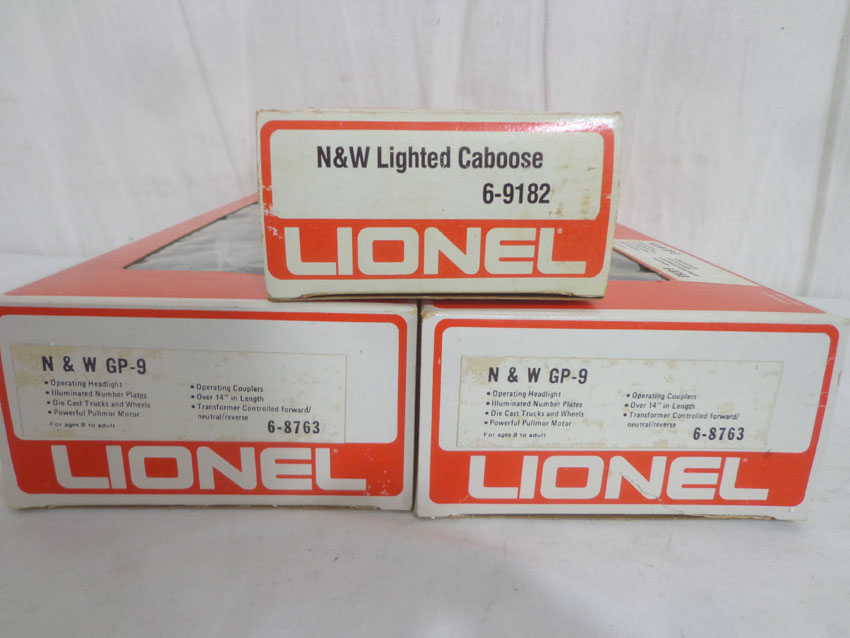 N&W Lighted Caboose
6-9182
LIONEL
N & W GP-9
• Operating Headlight
• Illuminated Number Plates
• Die Cast Trucks and Wheels
• Powerful Pullmor Motor
For ages 8 to adult
• Operating Couplers
• Over 14" in Length
• Transformer Controlled forward/
neutral/reverse
6-8763
LIONEL
N & W GP-9
• Operating Headlight
• Illuminated Number Plates
• Die Cast Trucks and Wheels
• Powerful Pullmor Motor
For ages 8 to adult
• Operating Couplers
• Over 14" in Length
• Transformer Controlled forward/
neutral/reverse
6-8763
LIONEL